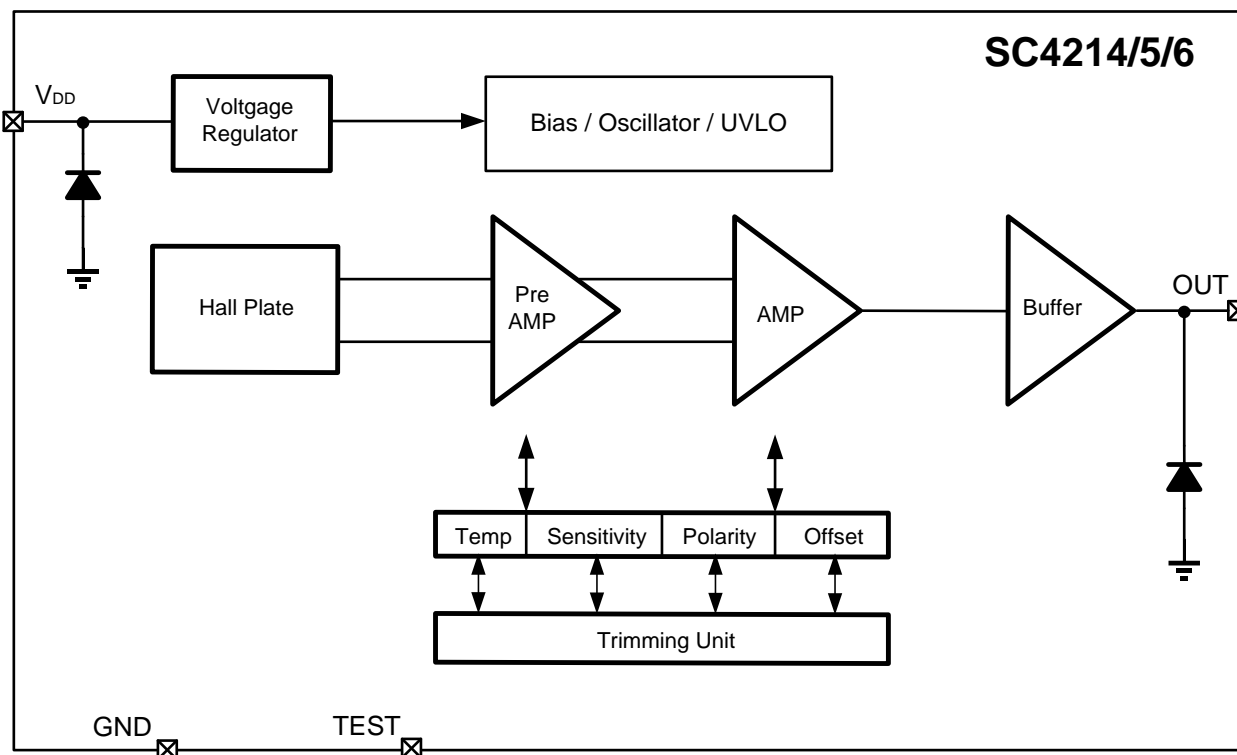 SC4214/5/6
VDD
Voltgage
Regulator
Bias / Oscillator / UVLO
Hall Plate
Pre
AMP
AMP
Buffer
OUT
Temp
Sensitivity
Polarity
Offset
Trimming Unit
GND
TEST